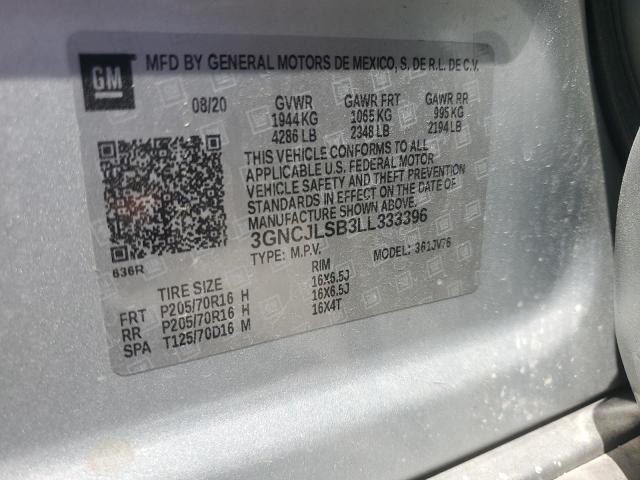 GM
MFD BY GENERAL MOTORS DE MEXICO, S. DE R.L. DE C.V.
08/20 GVWR GAWR FRT GAWR RR
1944 KG 1065 KG 995 KG
4286 LB 2348 LB 2194 LB
THIS VEHICLE CONFORMS TO ALL
APPLICABLE U.S. FEDERAL MOTOR
VEHICLE SAFETY AND THEFT PREVENTION
STANDARDS IN EFFECT ON THE DATE OF
MANUFACTURE SHOWN ABOVE.
3GNCJLSB3LL333396
TYPE: M.P.V. MODEL: 361JV76
636R
TIRE SIZE RIM
FRT P205/70R16 H 16X6.5J
RR P205/70R16 H 16X6.5J
SPA T125/70D16 M 16X4T